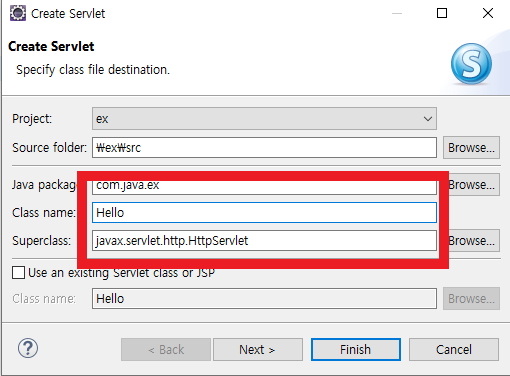 Create Servlet
Create Servlet
Specify class file destination.
S
Project: ex
Source folder: ₩ex₩src Browse...
Java package: com.java.ex Browse...
Class name: Hello
Superclass: javax.servlet.http.HttpServlet Browse...
Use an existing Servlet class or JSP
Class name: Hello Browse...
? < Back Next > Finish Cancel